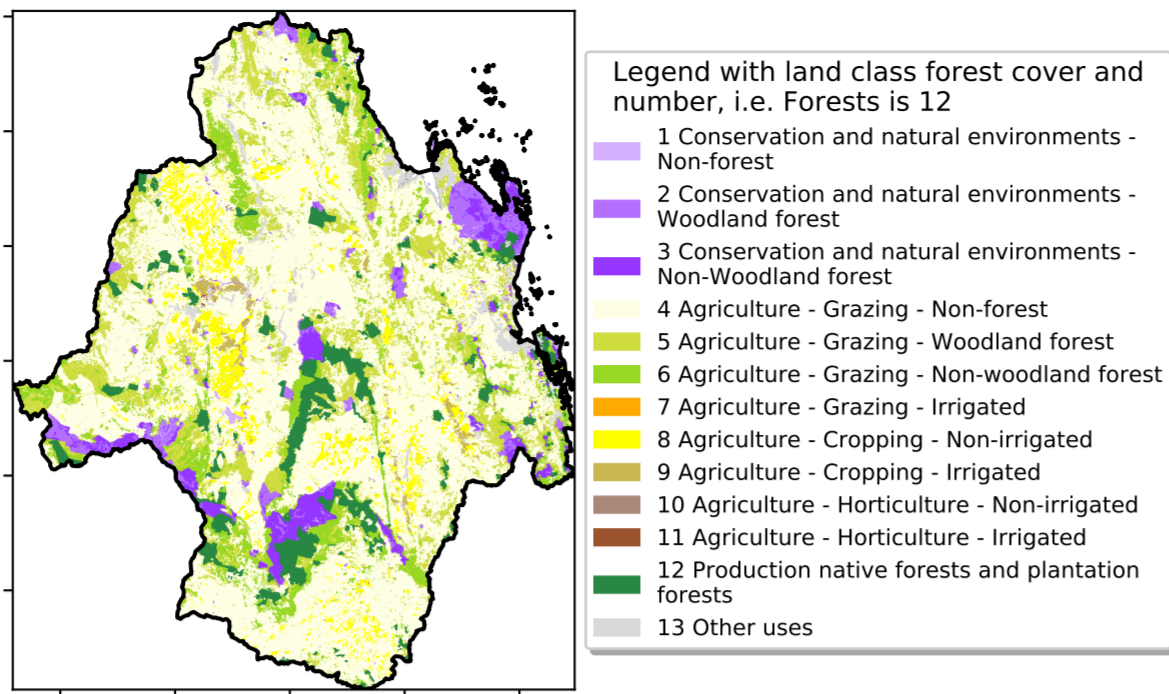 Legend with land class forest cover and
number, i.e. Forests is 12
1 Conservation and natural environments -
Non-forest
2 Conservation and natural environments -
Woodland forest
3 Conservation and natural environments -
Non-Woodland forest
4 Agriculture - Grazing - Non-forest
5 Agriculture - Grazing - Woodland forest
6 Agriculture - Grazing - Non-woodland forest
7 Agriculture - Grazing - Irrigated
8 Agriculture - Cropping - Non-irrigated
9 Agriculture - Cropping - Irrigated
10 Agriculture - Horticulture - Non-irrigated
11 Agriculture - Horticulture - Irrigated
12 Production native forests and plantation
forests
13 Other uses